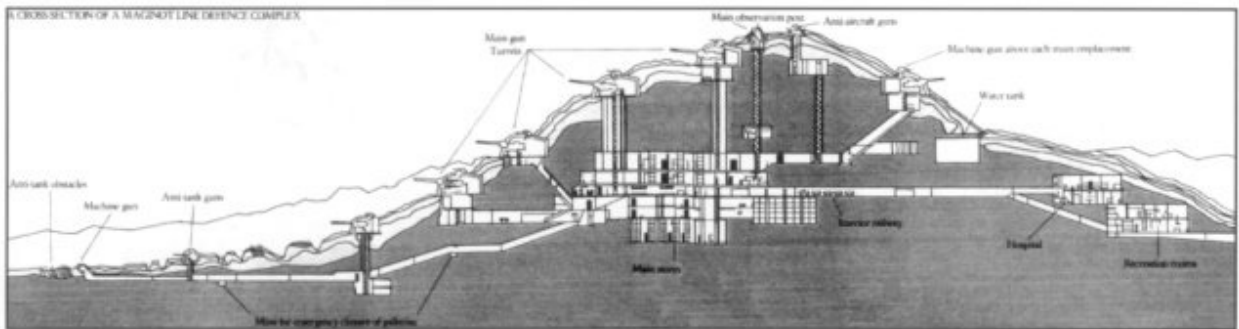 A CROSS-SECTION OF A MAGINOT LINE DEFENCE COMPLEX
Main observation post
Anti-aircraft guns
Main gun
Turrets
Machine gun above each main emplacement
Water tank
Anti-tank obstacles
Machine gun
Anti-tank guns
Interior railway
Hospital
Main stores
Recreation rooms
Mine for emergency closure of galleries